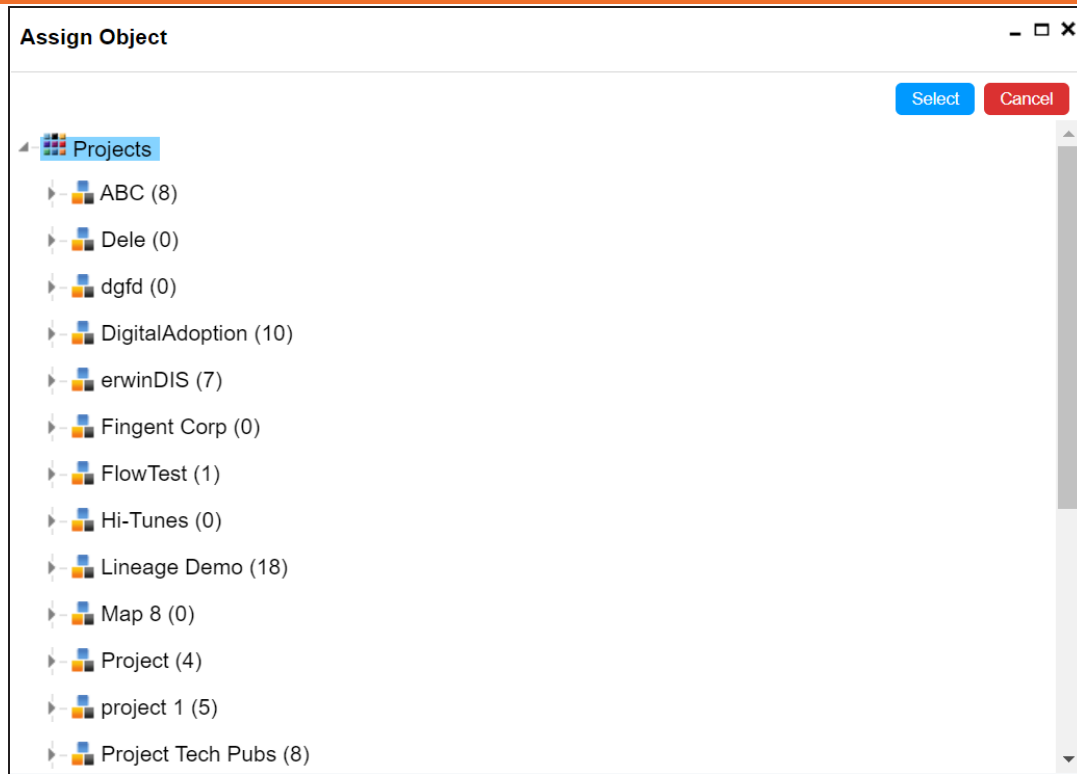 Assign Object
Select Cancel
Projects
ABC (8)
Dele (0)
dgfd (0)
DigitalAdoption (10)
erwinDIS (7)
Fingent Corp (0)
FlowTest (1)
Hi-Tunes (0)
Lineage Demo (18)
Map 8 (0)
Project (4)
project 1 (5)
Project Tech Pubs (8)